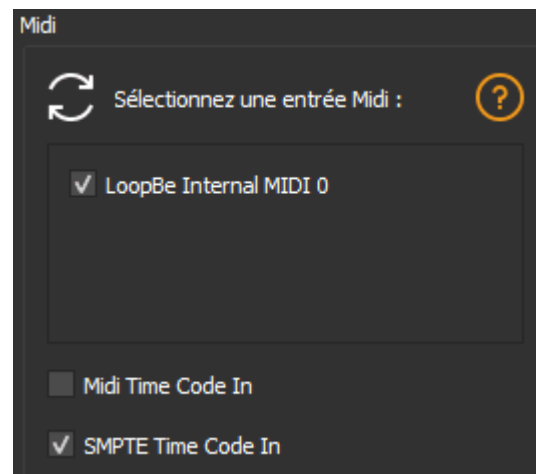 Midi
Sélectionnez une entrée Midi :
?
LoopBe Internal MIDI 0
Midi Time Code In
SMPTE Time Code In